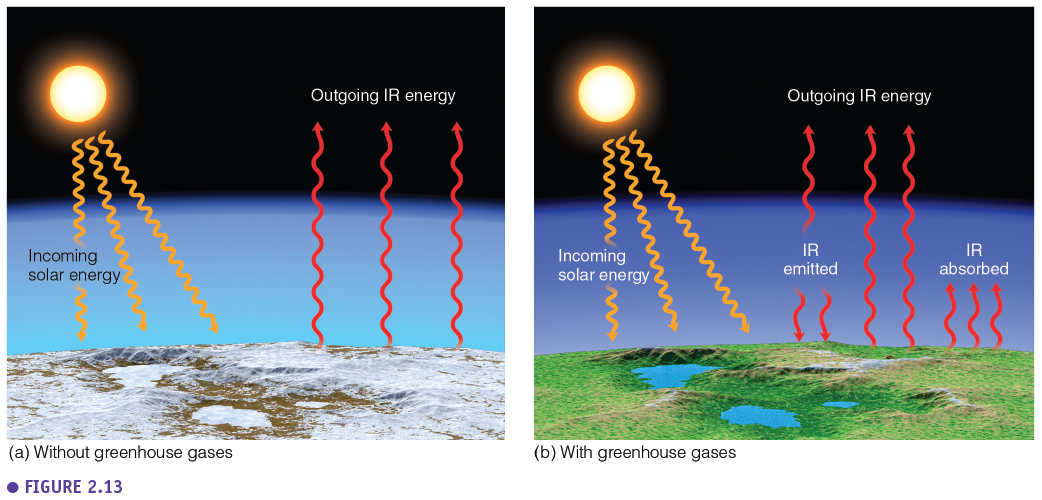 Outgoing IR energy
Incoming
solar energy
(a) Without greenhouse gases
Outgoing IR energy
Incoming
solar energy
IR
emitted
IR
absorbed
(b) With greenhouse gases
● FIGURE 2.13